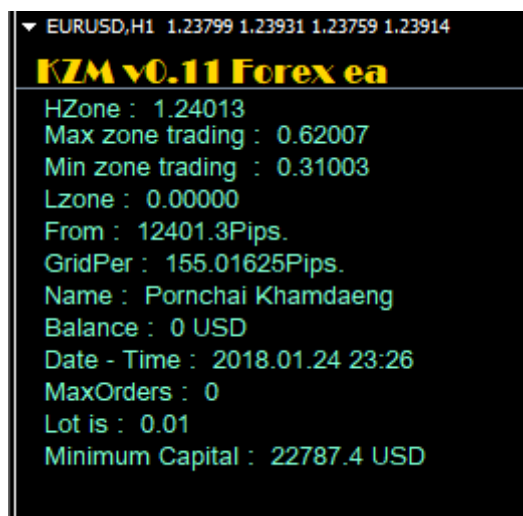 EURUSD,H1 1.23799 1.23931 1.23759 1.23914
KZM v0.11 Forex ea
HZone : 1.24013
Max zone trading : 0.62007
Min zone trading : 0.31003
Lzone : 0.00000
From : 12401.3Pips.
GridPer : 155.01625Pips.
Name : Pornchai Khamdaeng
Balance : 0 USD
Date - Time : 2018.01.24 23:26
MaxOrders : 0
Lot is : 0.01
Minimum Capital : 22787.4 USD